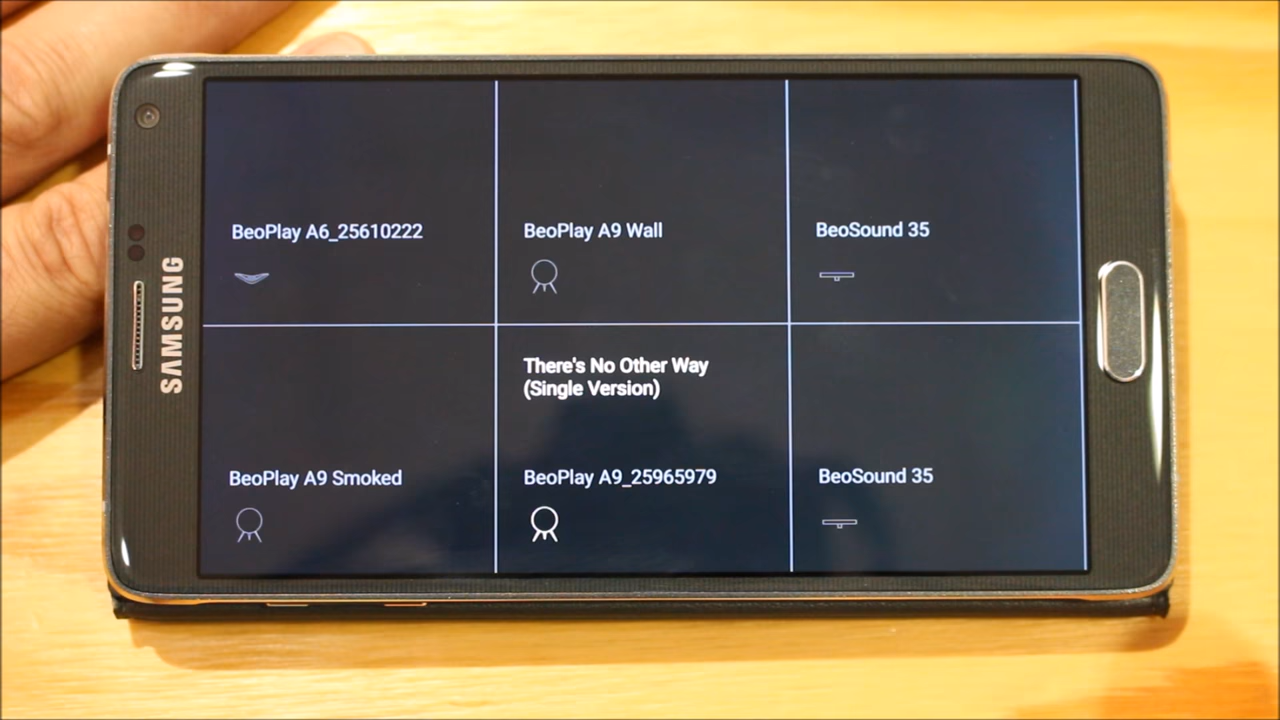 SAMSUNG
BeoPlay A6_25610222
BeoPlay A9 Wall
BeoSound 35
BeoPlay A9 Smoked
There's No Other Way
(Single Version)
BeoPlay A9_25965979
BeoSound 35